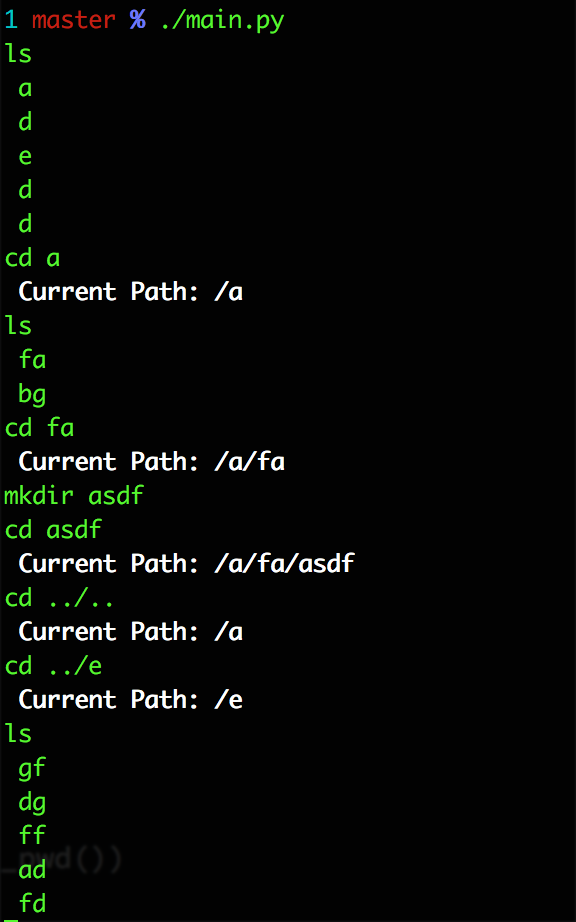 1 master % ./main.py
ls
 a
 d
 e
 d
 d
cd a
 Current Path: /a
ls
 fa
 bg
cd fa
 Current Path: /a/fa
mkdir asdf
cd asdf
 Current Path: /a/fa/asdf
cd ../..
 Current Path: /a
cd ../e
 Current Path: /e
ls
 gf
 dg
 ff
_pwd())
 ad
 fd